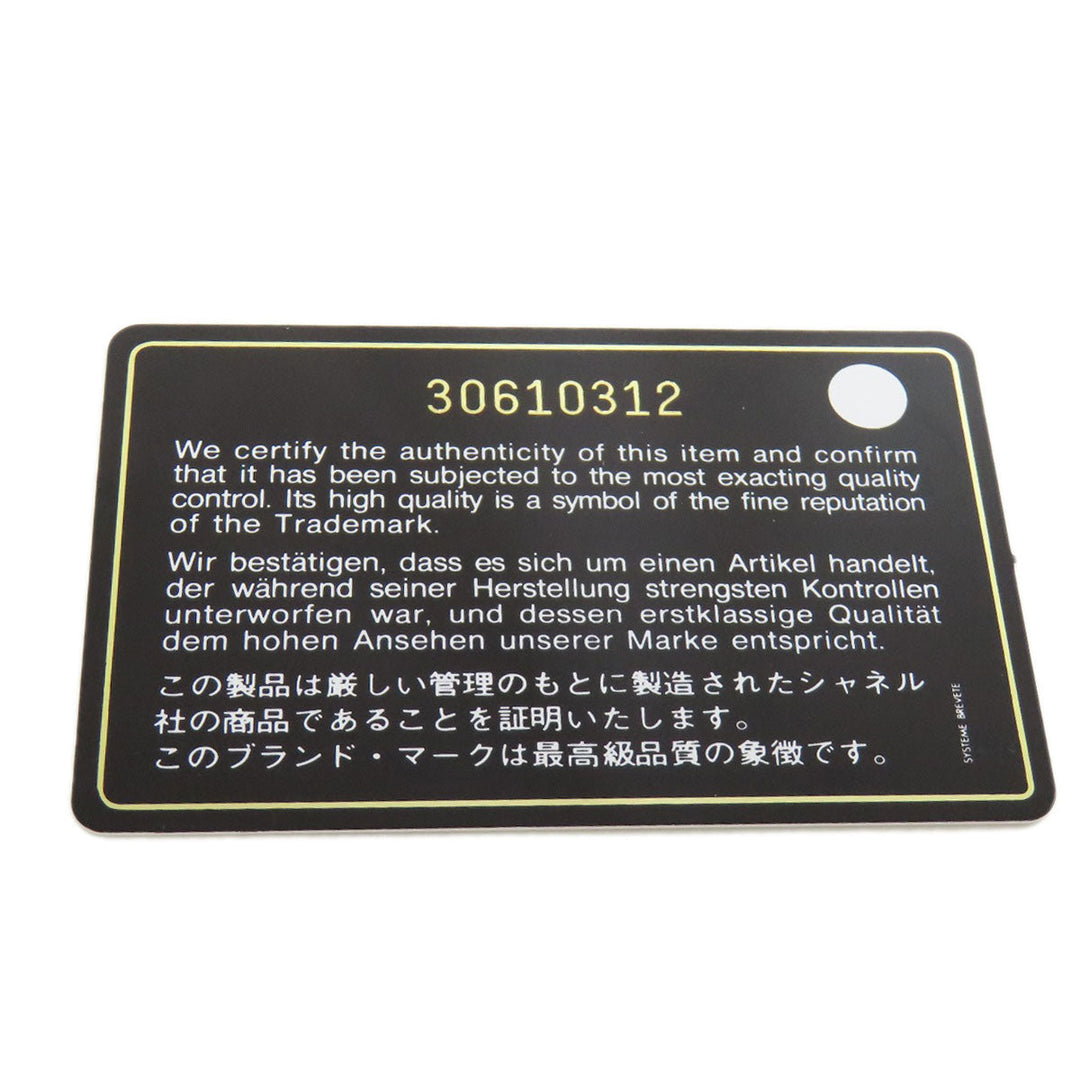 30610312
We certify the authenticity of this item and confirm
that it has been subjected to the most exacting quality
control. Its high quality is a symbol of the fine reputation
of the Trademark.
Wir bestätigen, dass es sich um einen Artikel handelt,
der während seiner Herstellung strengsten Kontrollen
unterworfen war, und dessen erstklassige Qualität
dem hohen Ansehen unserer Marke entspricht.
この製品は厳しい管理のもとに製造されたシャネル
社の商品であることを証明いたします。
このブランド・マークは最高級品質の象徴です。
SYSTEME BREVETE